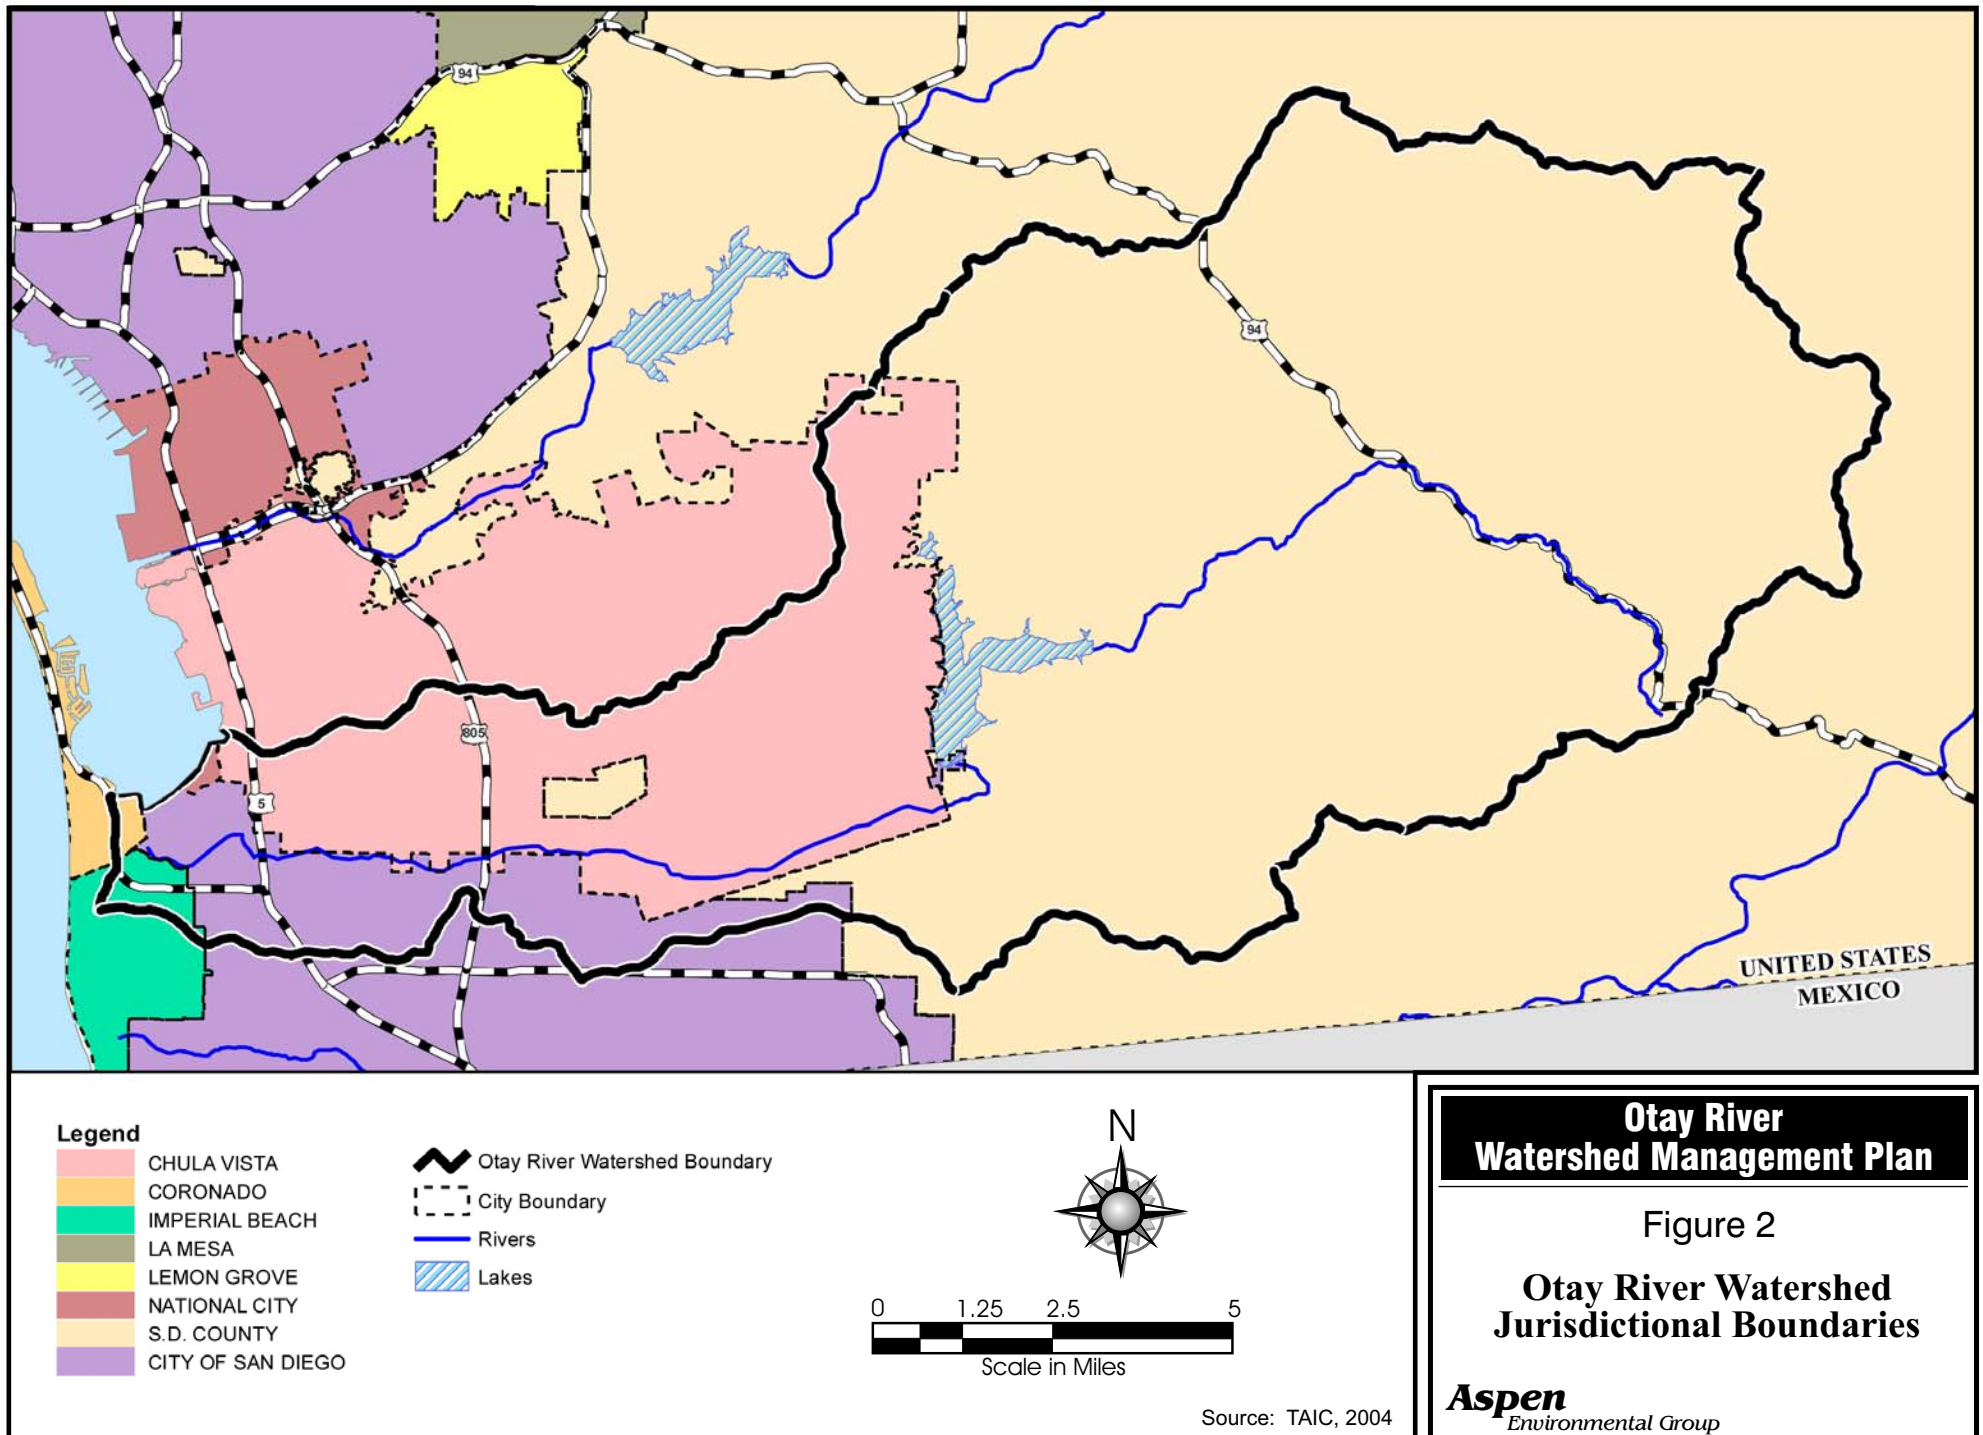 94
94
805
5
UNITED STATES
MEXICO
Legend
CHULA VISTA
CORONADO
IMPERIAL BEACH
LA MESA
LEMON GROVE
NATIONAL CITY
S.D. COUNTY
CITY OF SAN DIEGO
Otay River Watershed Boundary
City Boundary
Rivers
Lakes
N
0 1.25 2.5 5
Scale in Miles
Source: TAIC, 2004
Otay River
Watershed Management Plan
Figure 2
Otay River Watershed
Jurisdictional Boundaries
Aspen
Environmental Group